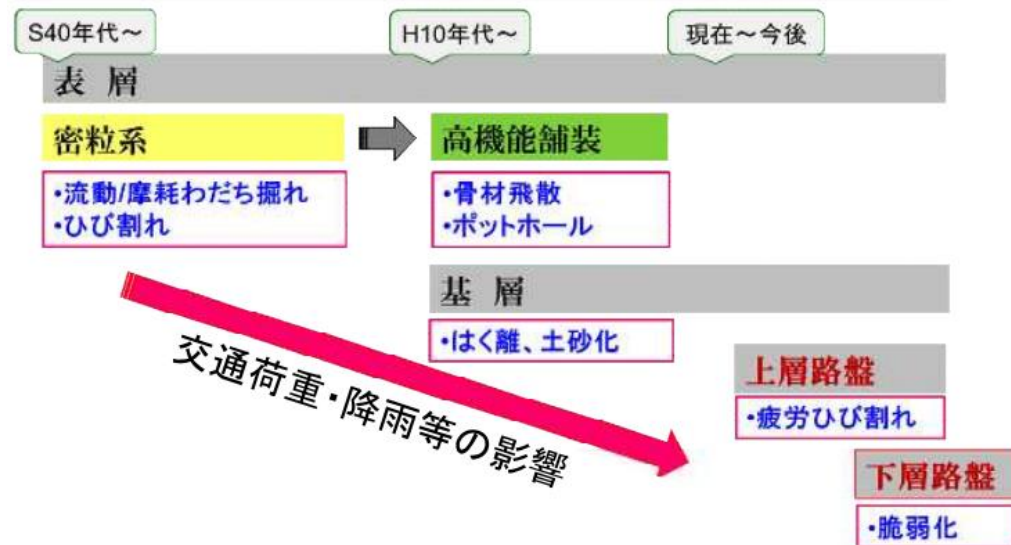 S40年代～
H10年代～
現在～今後
表 層
密粒系
高機能舗装
・流動/摩耗わだち掘れ
・ひび割れ
・骨材飛散
・ポットホール
基 層
・はく離、土砂化
交通荷重・降雨等の影響
上層路盤
・疲労ひび割れ
下層路盤
・脆弱化